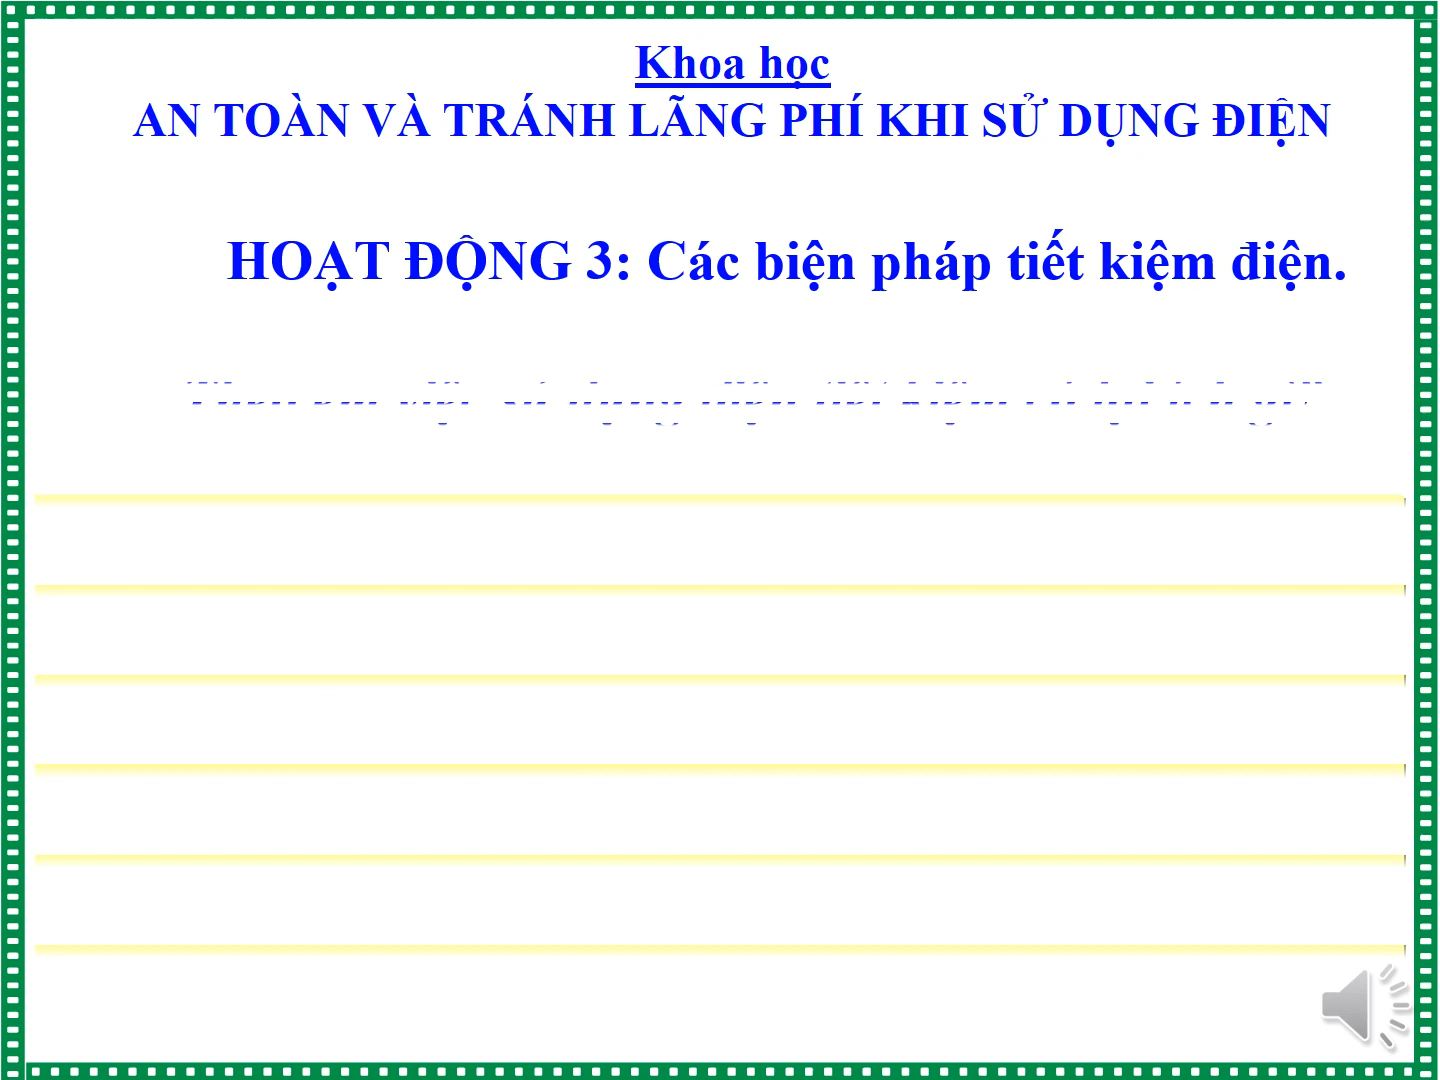 Khoa học
AN TOÀN VÀ TRÁNH LÃNG PHÍ KHI SỬ DỤNG ĐIỆN
HOẠT ĐỘNG 3: Các biện pháp tiết kiệm điện.